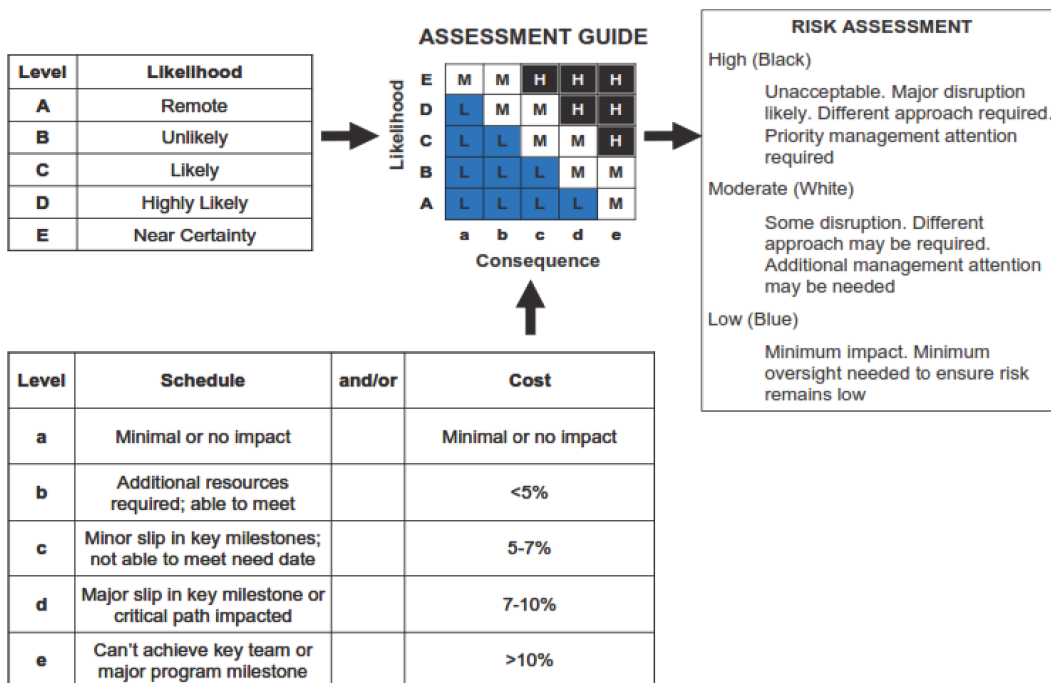 ASSESSMENT GUIDE
Level Likelihood
A Remote
B Unlikely
C Likely
D Highly Likely
E Near Certainty
Likelihood
E M M H H H
D L M M H H
C L L M M H
B L L L M M
A L L L L M
a b c d e
Consequence
RISK ASSESSMENT
High (Black)
Unacceptable. Major disruption
likely. Different approach required.
Priority management attention
required
Moderate (White)
Some disruption. Different
approach may be required.
Additional management attention
may be needed
Low (Blue)
Minimum impact. Minimum
oversight needed to ensure risk
remains low
Level Schedule and/or Cost
a Minimal or no impact Minimal or no impact
b Additional resources
required; able to meet <5%
c Minor slip in key milestones;
not able to meet need date 5-7%
d Major slip in key milestone or
critical path impacted 7-10%
e Can't achieve key team or
major program milestone >10%